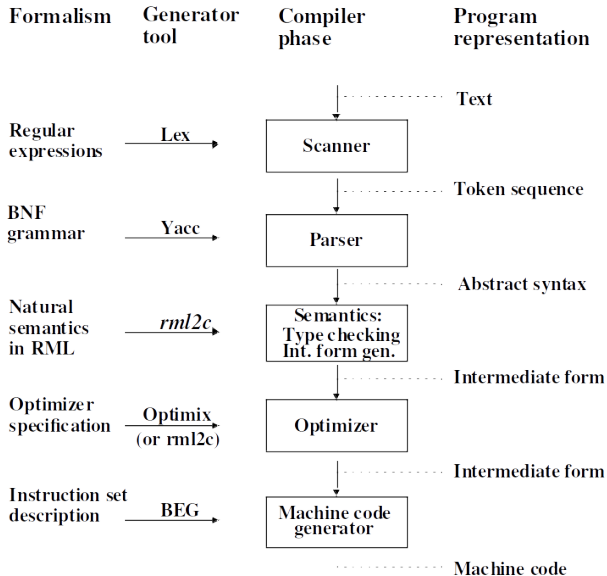 Formalism Generator tool Compiler phase Program representation
Text
Regular expressions
Lex
Scanner
Token sequence
BNF grammar
Yacc
Parser
Abstract syntax
Natural semantics in RML
rml2c
Semantics:
Type checking
Int. form gen.
Intermediate form
Optimizer specification
Optimix
(or rml2c)
Optimizer
Intermediate form
Instruction set description
BEG
Machine code generator
Machine code